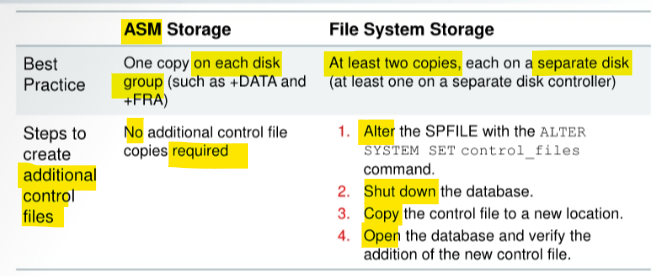 ASM Storage
File System Storage
Best
Practice
One copy on each disk
group (such as +DATA and
+FRA)
At least two copies, each on a separate disk
(at least one on a separate disk controller)
Steps to
create
additional
control
files
No additional control file
copies required
1. Alter the SPFILE with the ALTER
SYSTEM SET control_files
command.
2. Shut down the database.
3. Copy the control file to a new location.
4. Open the database and verify the
addition of the new control file.